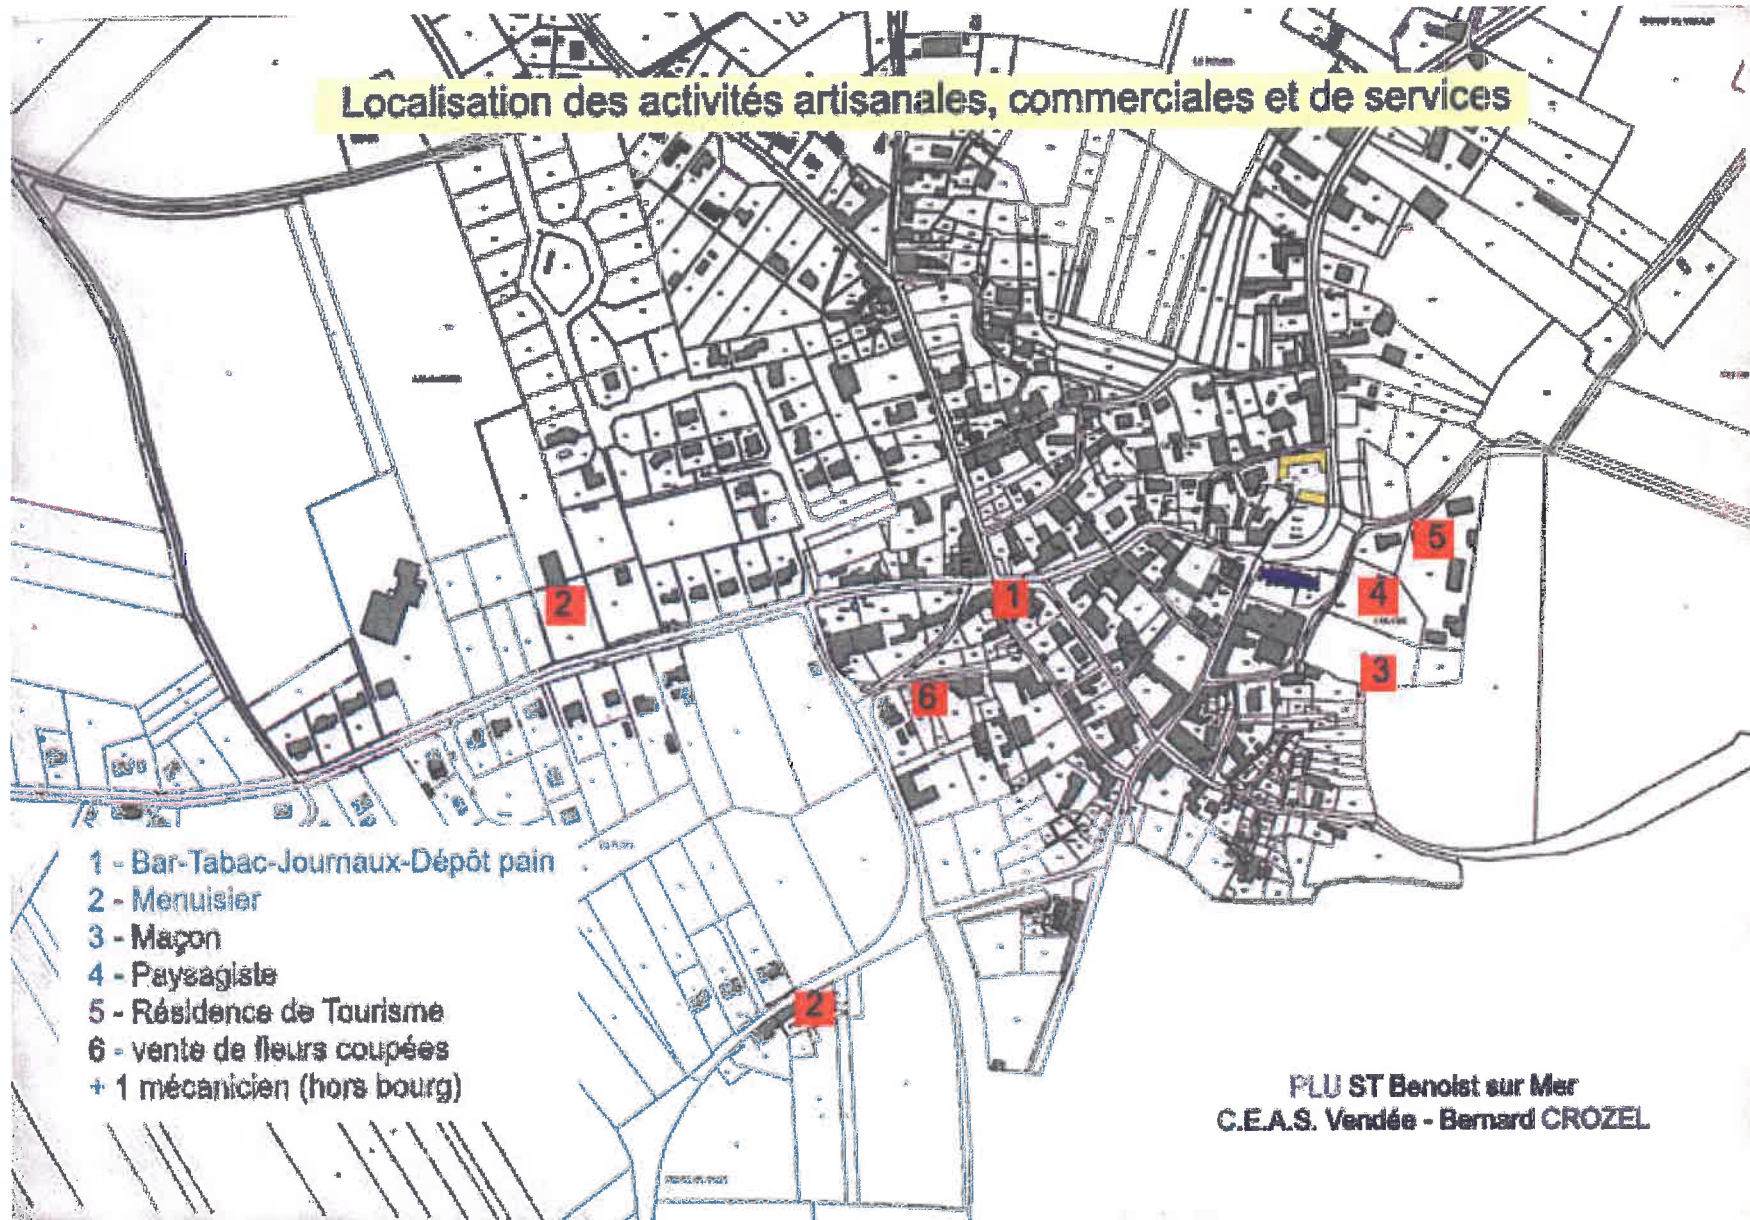 Localisation des activités artisanales, commerciales et de services
5
2
1
4
3
6
2
1 - Bar-Tabac-Journaux-Dépôt pain
2 - Menuisier
3 - Maçon
4 - Paysagiste
5 - Résidence de Tourisme
6 - vente de fleurs coupées
+ 1 mécanicien (hors bourg)
PLU ST Benoist sur Mer
C.E.A.S. Vendée - Bernard CROZEL